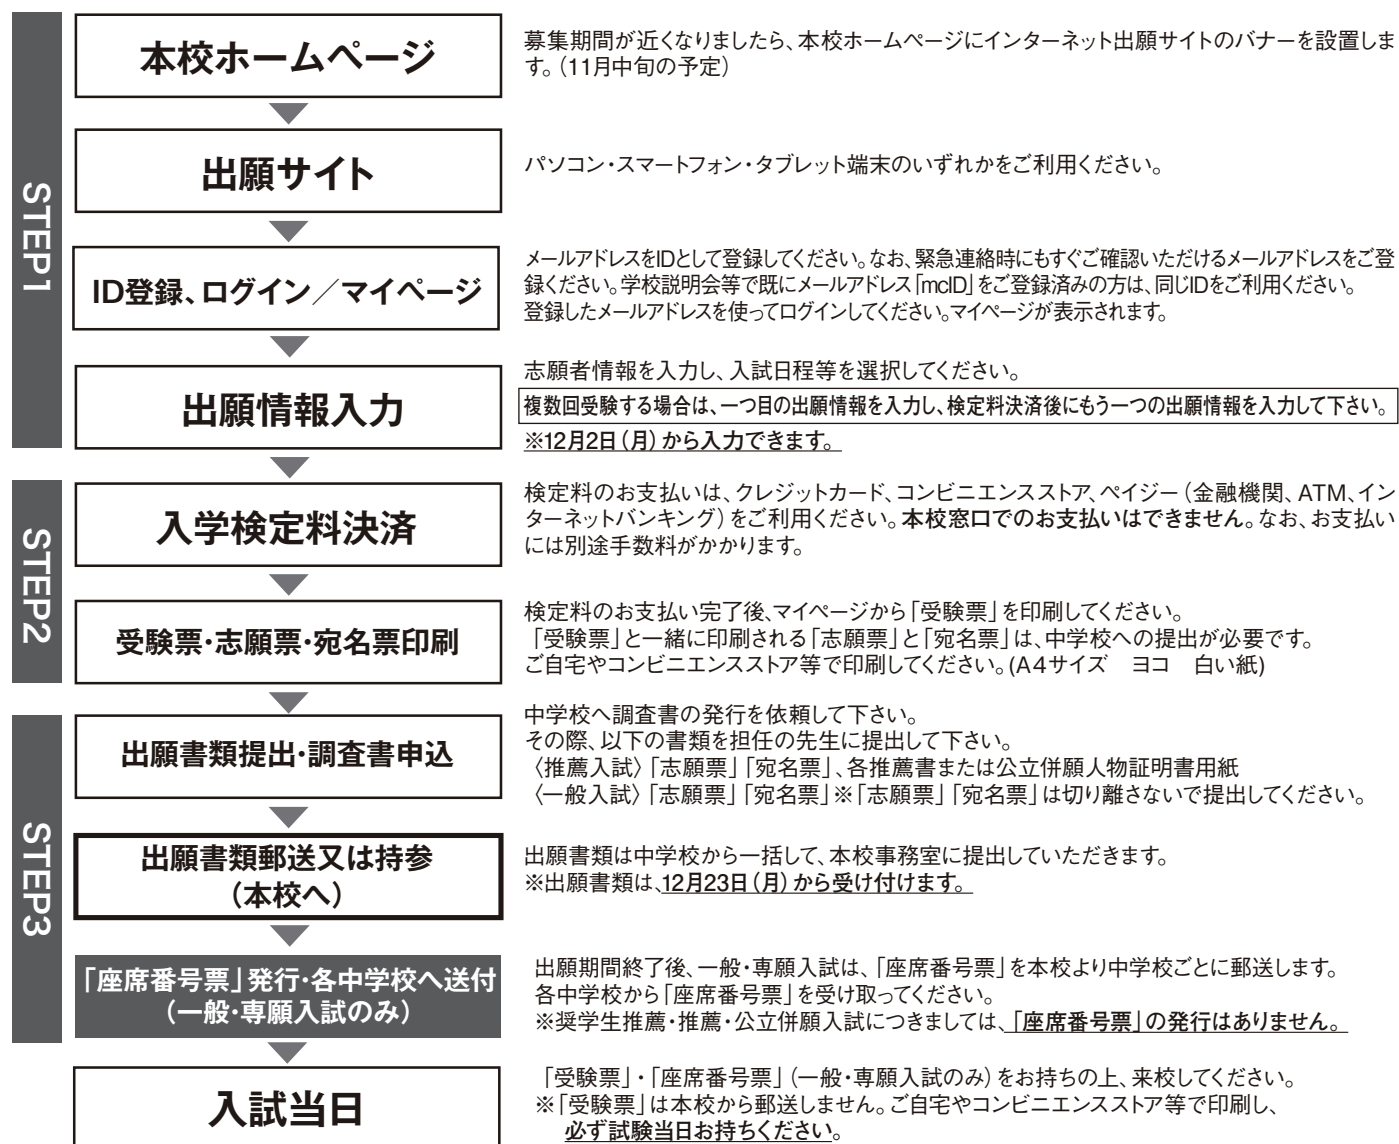 STEP1
本校ホームページ
募集期間が近くなりましたら、本校ホームページにインターネット出願サイトのバナーを設置しま
す。（11月中旬の予定）
出願サイト
パソコン・スマートフォン・タブレット端末のいずれかをご利用ください。
ID登録、ログイン／マイページ
メールアドレスをIDとして登録してください。なお、緊急連絡時にもすぐご確認いただけるメールアドレスをご登
録ください。学校説明会等で既にメールアドレス「mcID」をご登録済みの方は、同じIDをご利用ください。
登録したメールアドレスを使ってログインしてください。マイページが表示されます。
出願情報入力
志願者情報を入力し、入試日程等を選択してください。
複数回受験する場合は、一つ目の出願情報を入力し、検定料決済後にもう一つの出願情報を入力して下さい。
※12月2日（月）から入力できます。
STEP2
入学検定料決済
検定料のお支払いは、クレジットカード、コンビニエンスストア、ペイジー（金融機関、ATM、イン
ターネットバンキング）をご利用ください。本校窓口でのお支払いはできません。なお、お支払い
には別途手数料がかかります。
受験票・志願票・宛名票印刷
検定料のお支払い完了後、マイページから「受験票」を印刷してください。
「受験票」と一緒に印刷される「志願票」と「宛名票」は、中学校への提出が必要です。
ご自宅やコンビニエンスストア等で印刷してください。(A4サイズ　ヨコ　白い紙)
STEP3
出願書類提出・調査書申込
中学校へ調査書の発行を依頼して下さい。
その際、以下の書類を担任の先生に提出して下さい。
〈推薦入試〉「志願票」「宛名票」、各推薦書または公立併願人物証明書用紙
〈一般入試〉「志願票」「宛名票」※「志願票」「宛名票」は切り離さないで提出してください。
出願書類郵送又は持参
（本校へ）
出願書類は中学校から一括して、本校事務室に提出していただきます。
※出願書類は、12月23日（月）から受け付けます。
「座席番号票」発行・各中学校へ送付
（一般・専願入試のみ）
出願期間終了後、一般・専願入試は、「座席番号票」を本校より中学校ごとに郵送します。
各中学校から「座席番号票」を受け取ってください。
※奨学生推薦・推薦・公立併願入試につきましては、「座席番号票」の発行はありません。
入試当日
「受験票」・「座席番号票」（一般・専願入試のみ）をお持ちの上、来校してください。
※「受験票」は本校から郵送しません。ご自宅やコンビニエンスストア等で印刷し、
必ず試験当日お持ちください。